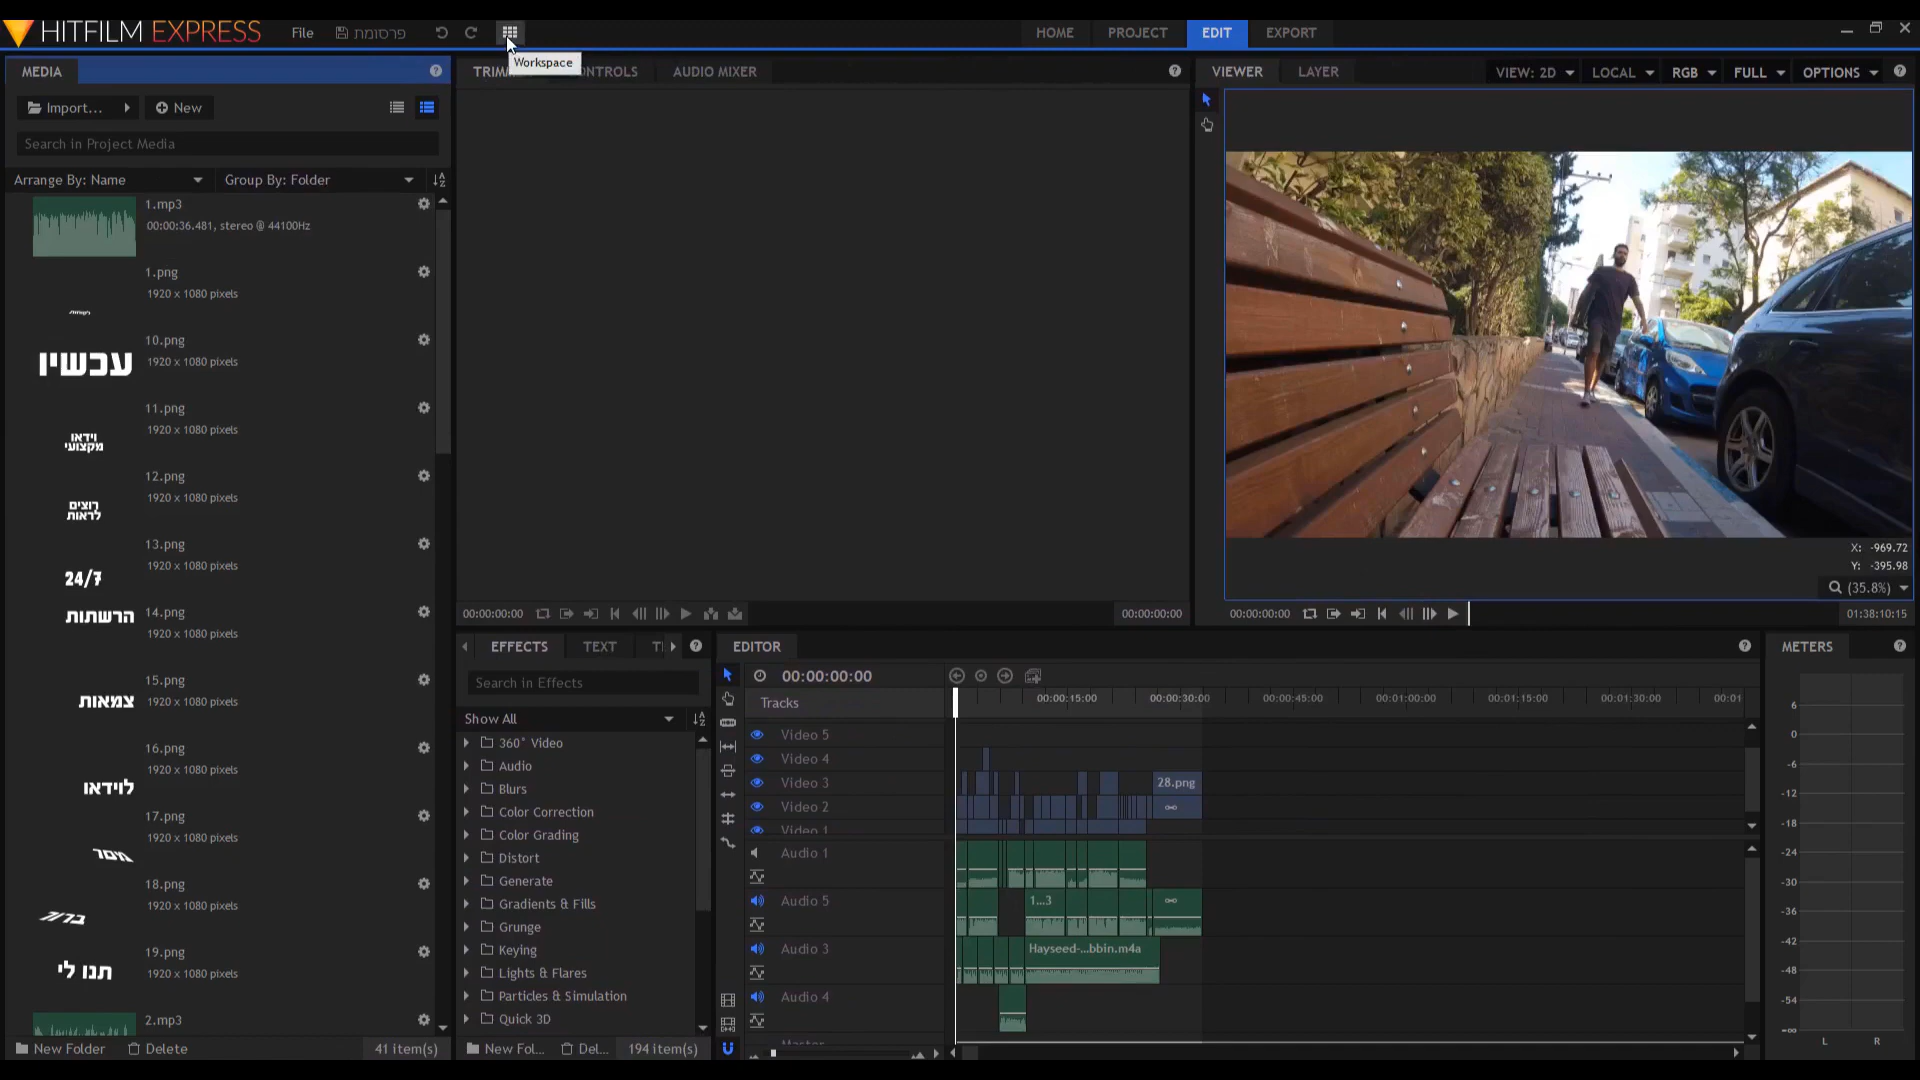 HITFILM EXPRESS
File
פרסומת
HOME
PROJECT
EDIT
EXPORT
Workspace
MEDIA
Import...
New
Search in Project Media
Arrange By: Name
Group By: Folder
1.mp3
00:00:36.481, stereo @ 44100Hz
1.png
1920 x 1080 pixels
10.png
1920 x 1080 pixels
עכשיו
11.png
1920 x 1080 pixels
וידאו
מקצועי
12.png
1920 x 1080 pixels
רוצים
לראות
13.png
1920 x 1080 pixels
24/7
14.png
1920 x 1080 pixels
הרשתות
15.png
1920 x 1080 pixels
צמאות
16.png
1920 x 1080 pixels
לוידאו
17.png
1920 x 1080 pixels
מסר
18.png
1920 x 1080 pixels
ברור
19.png
1920 x 1080 pixels
תנו לי
2.mp3
New Folder
Delete
41 item(s)
AUDIO MIXER
00:00:00:00
00:00:00:00
VIEWER
LAYER
VIEW: 2D
LOCAL
RGB
FULL
OPTIONS
X: -969.72
Y: -395.98
(35.8%)
00:00:00:00
01:38:10:15
EFFECTS
TEXT
Search in Effects
Show All
360° Video
Audio
Blurs
Color Correction
Color Grading
Distort
Generate
Gradients & Fills
Grunge
Keying
Lights & Flares
Particles & Simulation
Quick 3D
New Fol...
Del...
194 item(s)
EDITOR
00:00:00:00
Tracks
00:00:15:00
00:00:30:00
00:00:45:00
00:01:00:00
00:01:15:00
00:01:30:00
00:01
Video 5
Video 4
Video 3
28.png
Video 2
Video 1
Audio 1
Audio 5
1...3
Audio 3
Hayseed-...bbin.m4a
Audio 4
METERS
6
0
-6
-12
-18
-24
-30
-36
-42
-48
-54
-∞
L
R